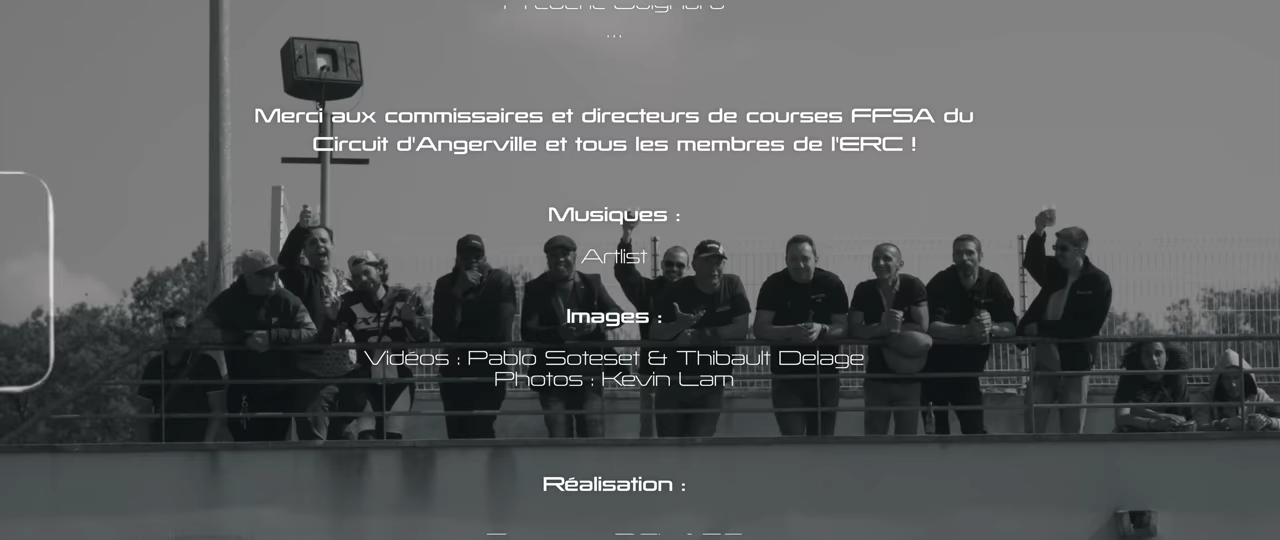 ...
Merci aux commissaires et directeurs de courses FFSA du
Circuit d'Angerville et tous les membres de l'ERC !
Musiques :
Artlist
Images :
Vidéos : Pablo Soteset & Thibault Delage
Photos : Kevin Lam
Réalisation :